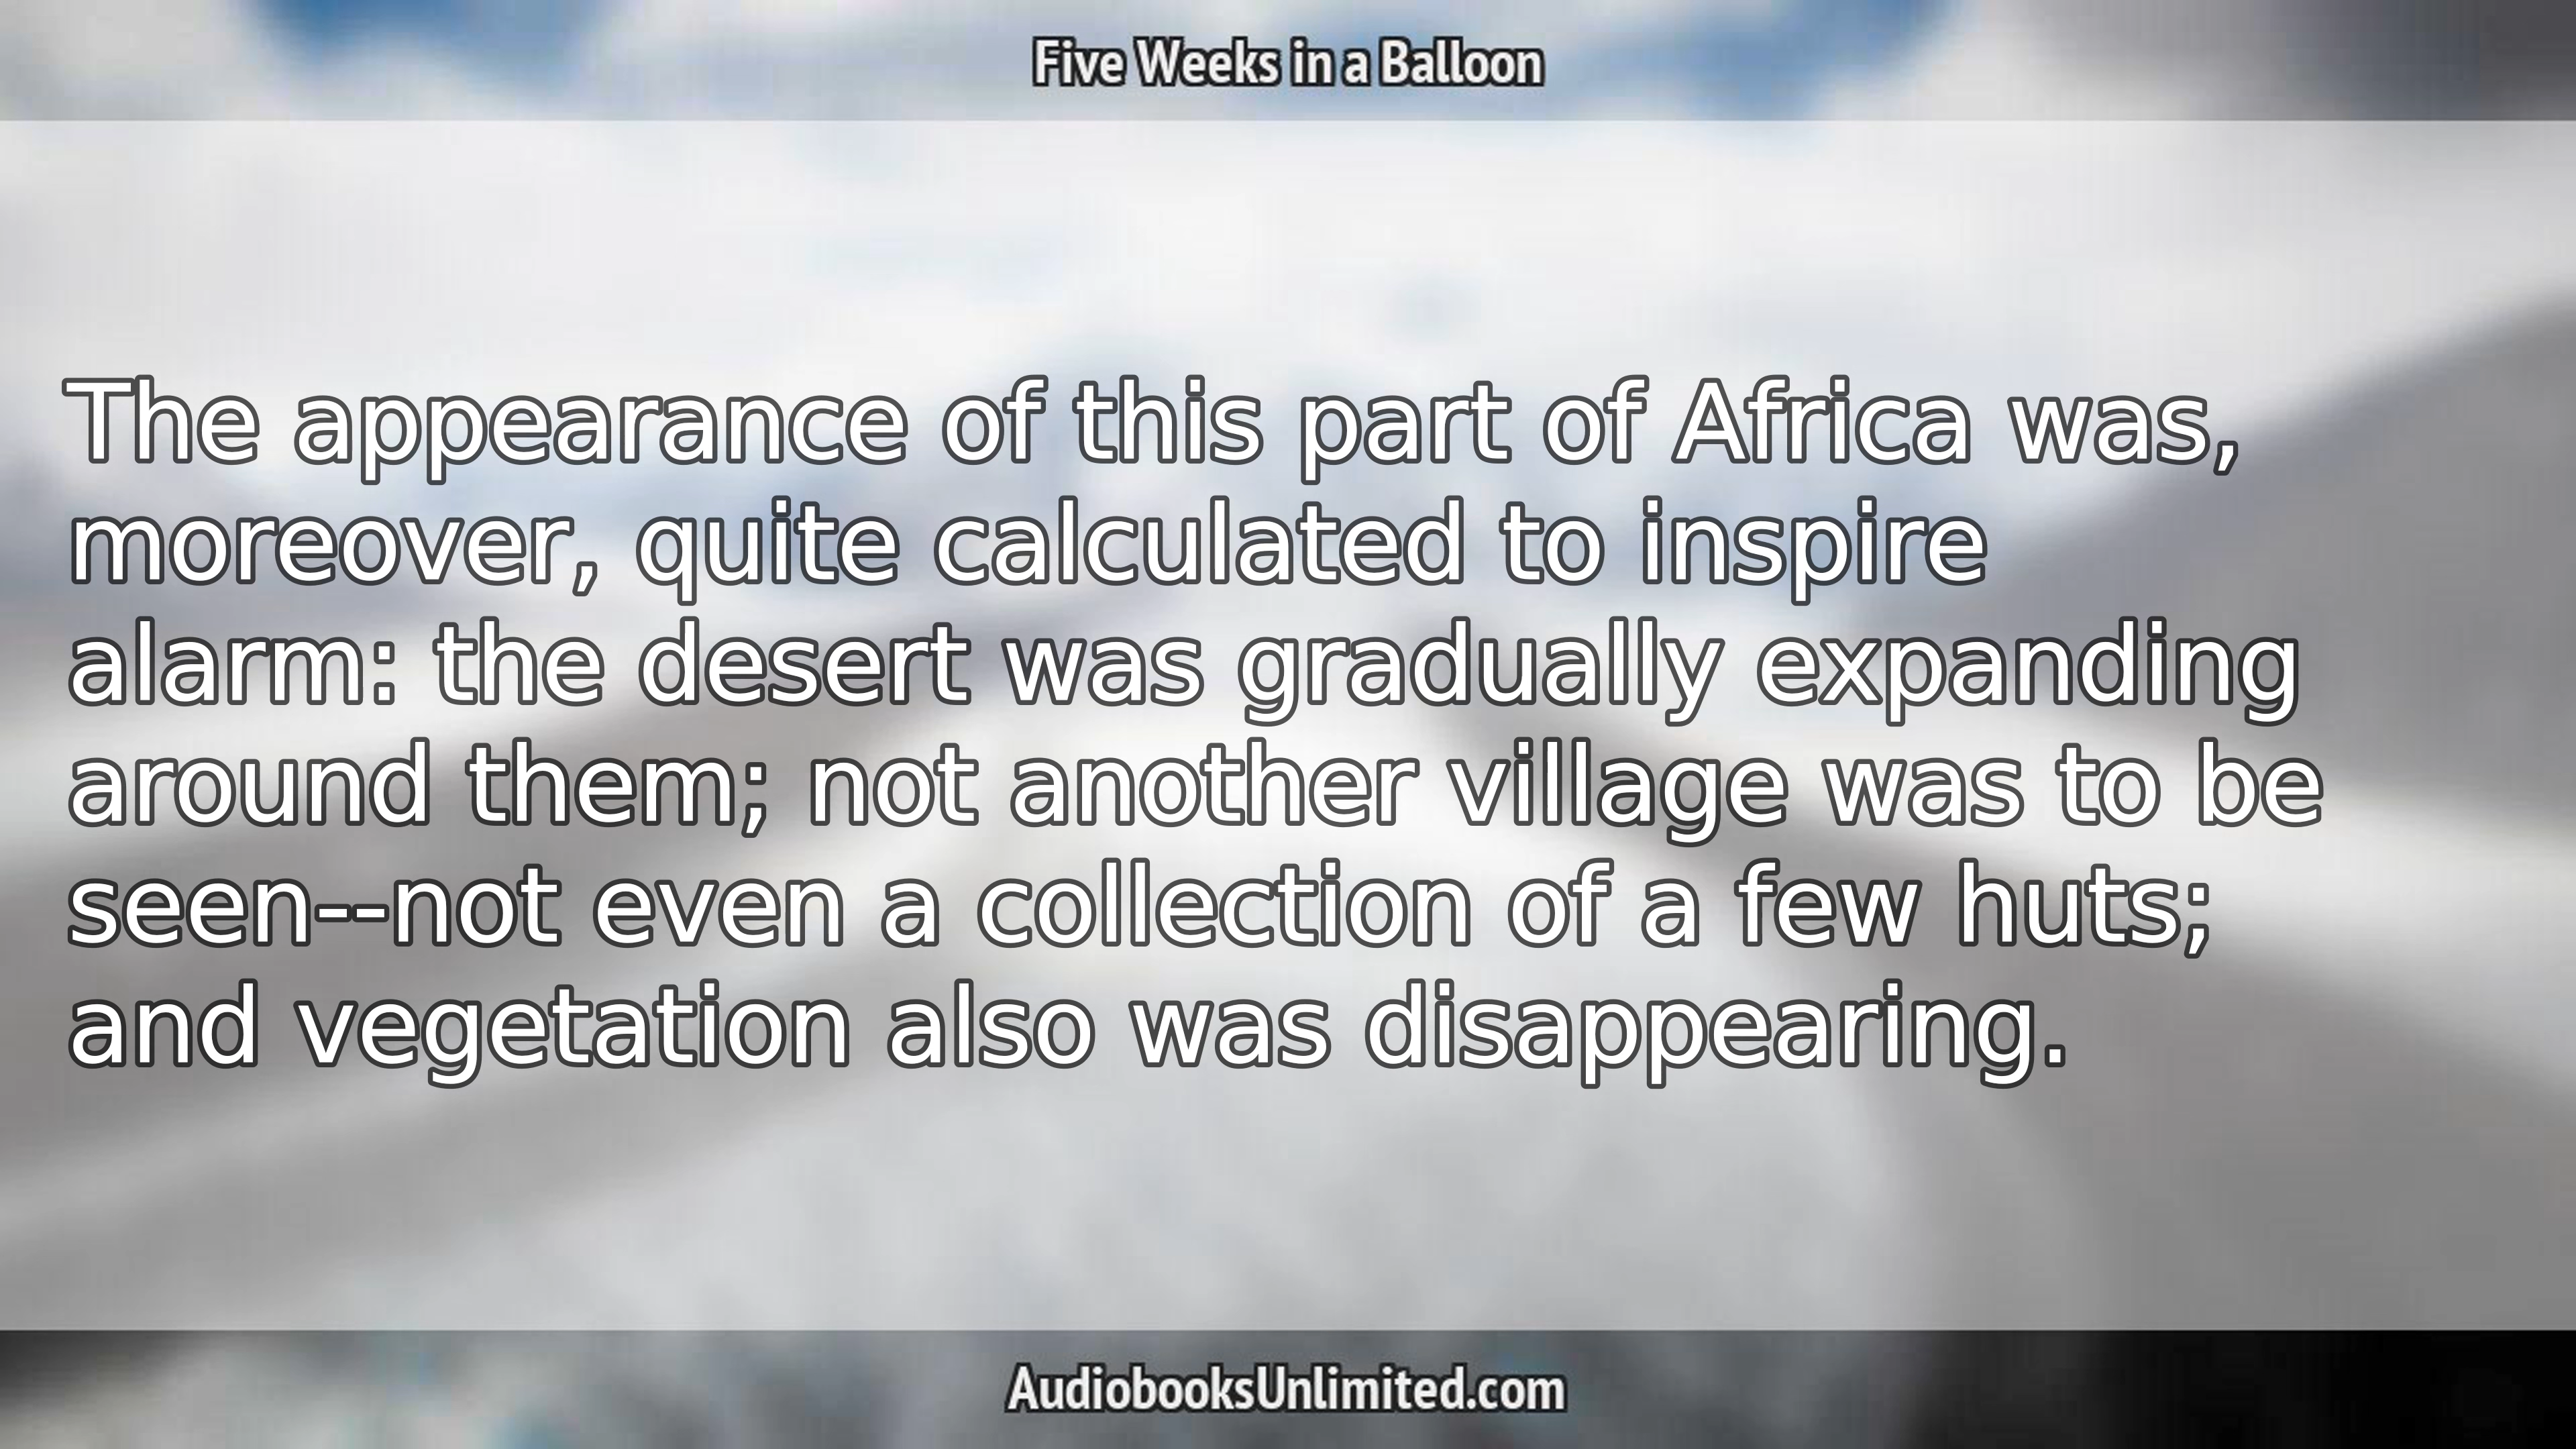 Five Weeks in a Balloon
The appearance of this part of Africa was,
moreover, quite calculated to inspire
alarm: the desert was gradually expanding
around them; not another village was to be
seen--not even a collection of a few huts;
and vegetation also was disappearing.
AudiobooksUnlimited.com